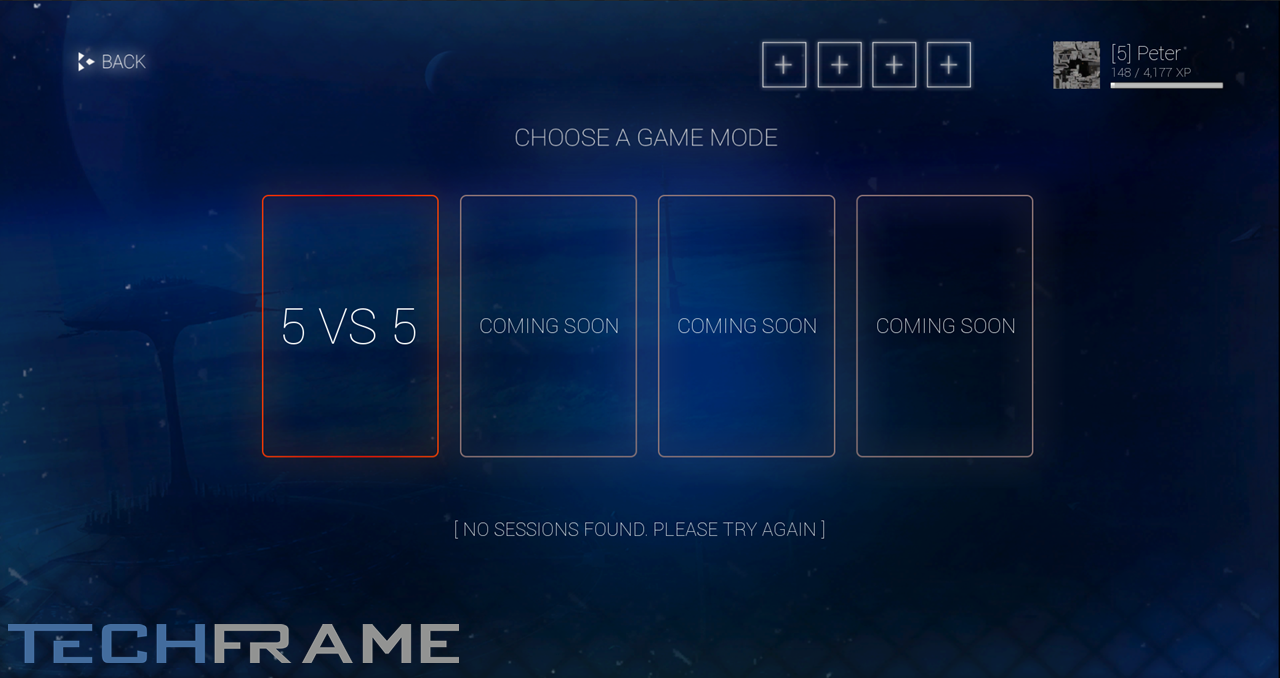 BACK
[5] Peter
148 / 4,177 XP
CHOOSE A GAME MODE
5 VS 5
COMING SOON
COMING SOON
COMING SOON
[ NO SESSIONS FOUND. PLEASE TRY AGAIN ]
TECHFRAME